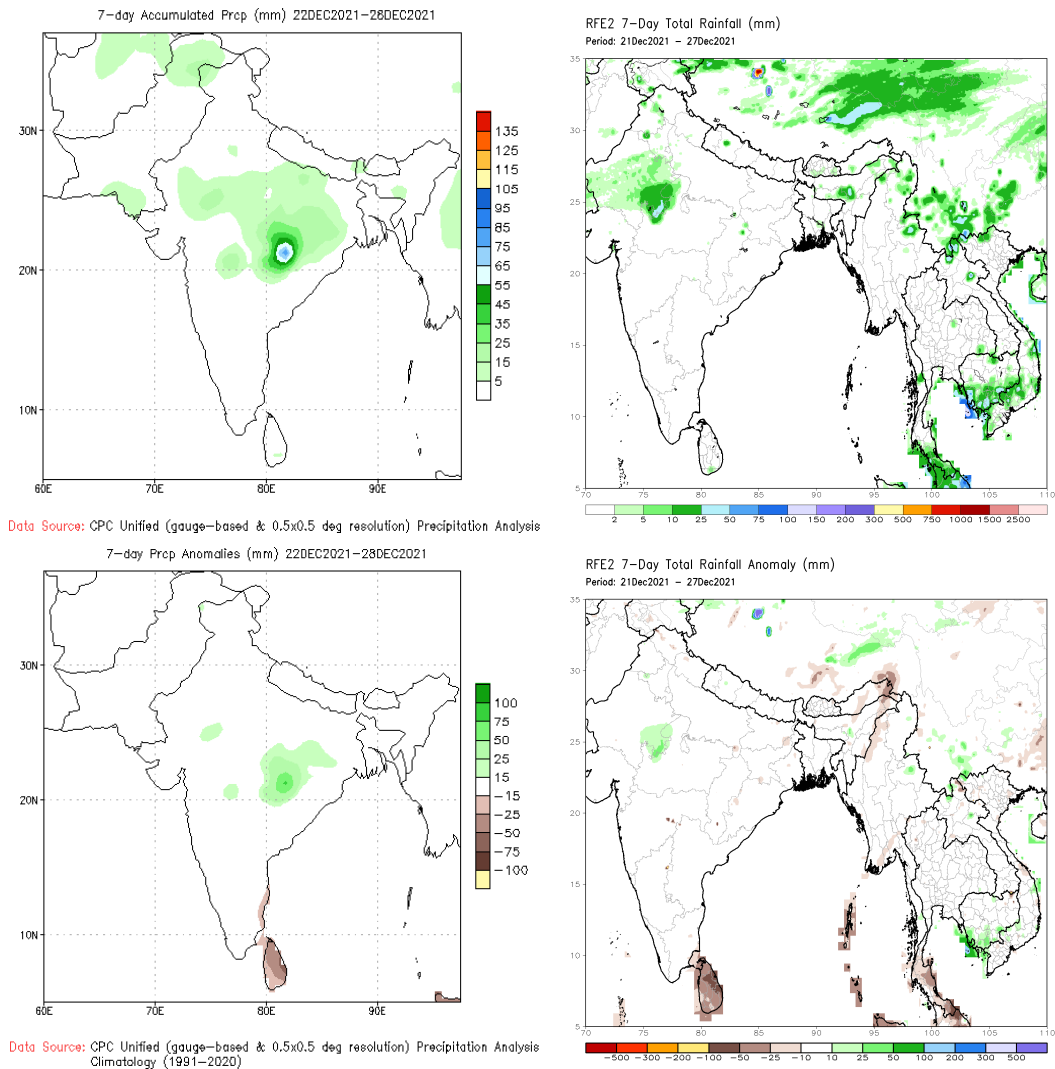 7-day Accumulated Prcp (mm) 22DEC2021-28DEC2021
30N
20N
10N
60E 70E 80E 90E
135
125
115
105
95
85
75
65
55
45
35
25
15
5
Data Source: CPC Unified (gauge-based & 0.5x0.5 deg resolution) Precipitation Analysis
RFE2 7-Day Total Rainfall (mm)
Period: 21Dec2021 - 27Dec2021
35
30
25
20
15
10
5
70 75 80 85 90 95 100 105 110
2 5 10 25 50 75 100 150 200 300 500 750 1000 1500 2500
7-day Prcp Anomalies (mm) 22DEC2021-28DEC2021
30N
20N
10N
60E 70E 80E 90E
100
75
50
25
15
-15
-25
-50
-75
-100
Data Source: CPC Unified (gauge-based & 0.5x0.5 deg resolution) Precipitation Analysis
Climatology (1991-2020)
RFE2 7-Day Total Rainfall Anomaly (mm)
Period: 21Dec2021 - 27Dec2021
35
30
25
20
15
10
5
70 75 80 85 90 95 100 105 110
-500 -300 -200 -100 -50 -25 -10 10 25 50 100 200 300 500